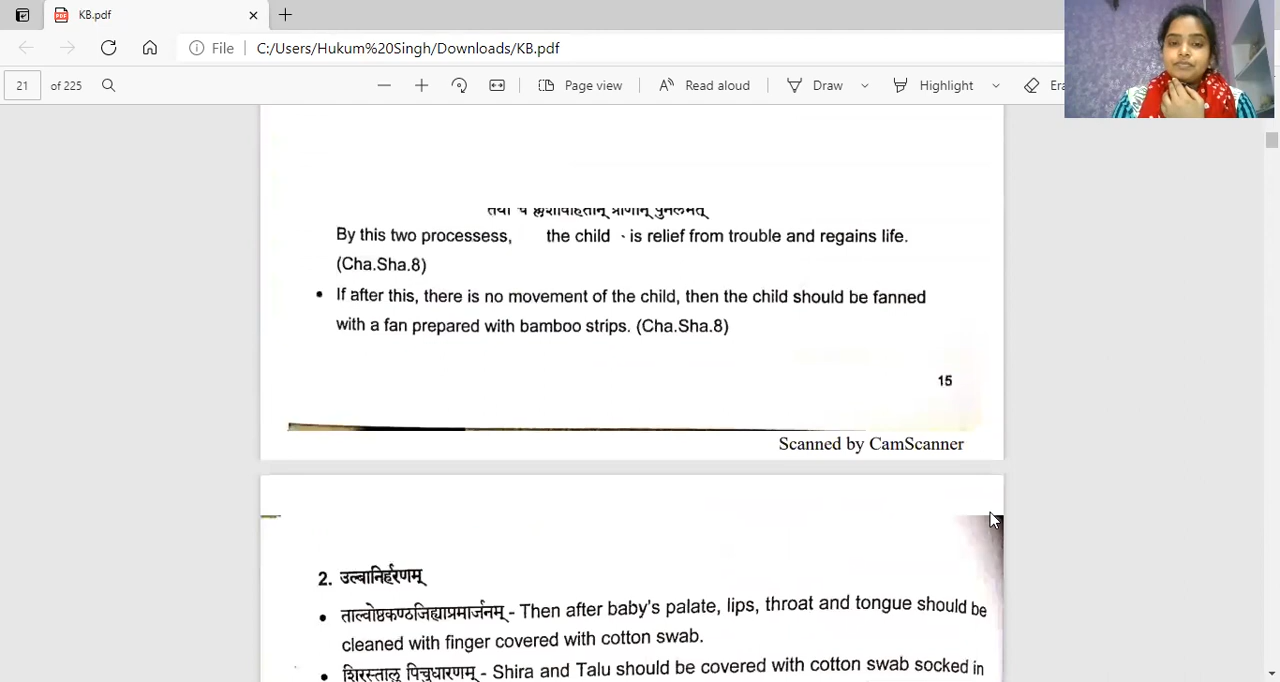 KB.pdf
File
C:/Users/Hukum%20Singh/Downloads/KB.pdf
21 of 225
Page view
Read aloud
Draw
Highlight
Era
By this two processess, the child is relief from trouble and regains life.
(Cha.Sha.8)
• If after this, there is no movement of the child, then the child should be fanned
with a fan prepared with bamboo strips. (Cha.Sha.8)
15
Scanned by CamScanner
2. उल्बानिर्हरणम्
• ताल्वोष्ठकण्ठजिह्वाप्रमार्जनम् - Then after baby's palate, lips, throat and tongue should be
cleaned with finger covered with cotton swab.
• शिरस्तालु पिचुधारणम् - Shira and Talu should be covered with cotton swab socked in